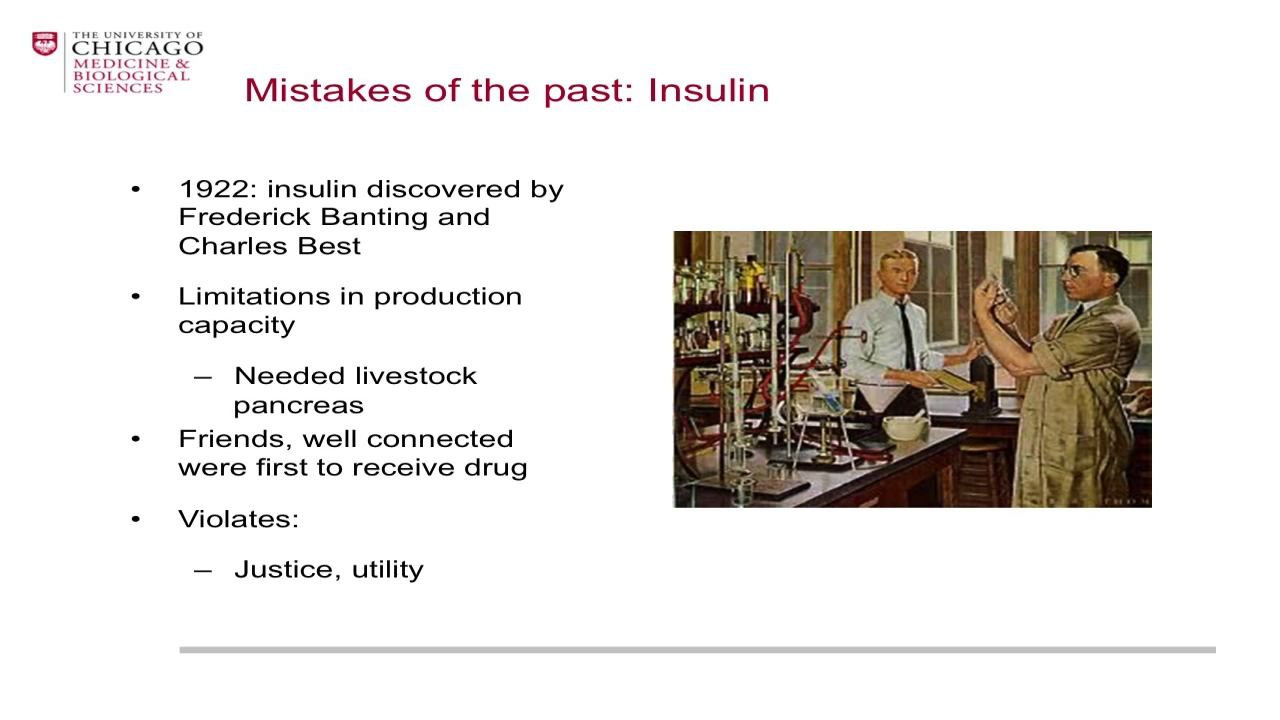 THE UNIVERSITY OF
CHICAGO
MEDICINE &
BIOLOGICAL
SCIENCES
Mistakes of the past: Insulin
• 1922: insulin discovered by
Frederick Banting and
Charles Best
• Limitations in production
capacity
– Needed livestock
pancreas
• Friends, well connected
were first to receive drug
• Violates:
– Justice, utility